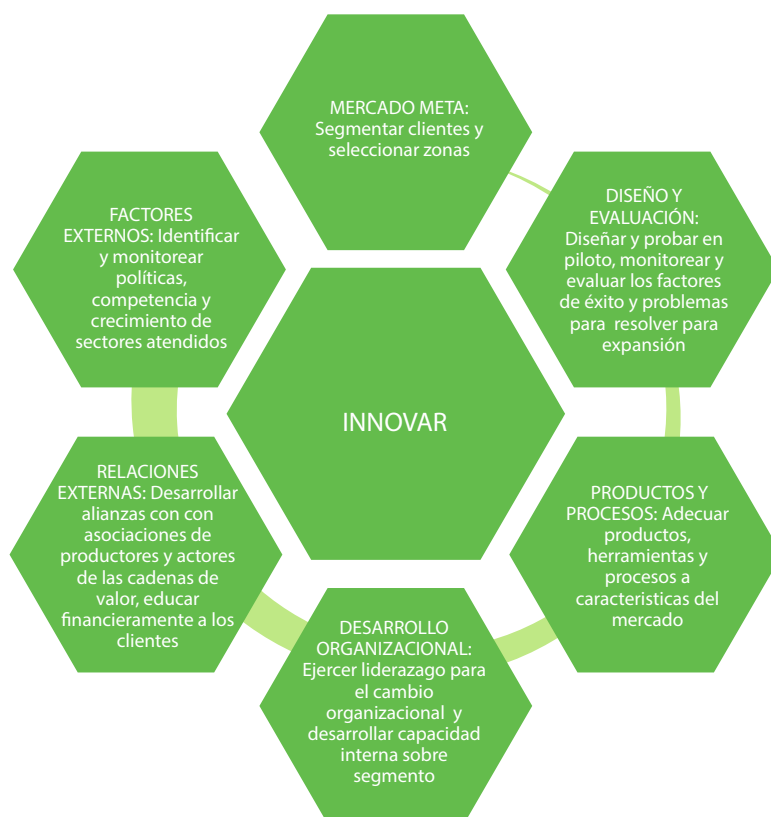 MERCADO META:
Segmentar clientes y
seleccionar zonas
DISEÑO Y
EVALUACIÓN:
Diseñar y probar en
piloto, monitorear y
evaluar los factores
de éxito y problemas
para resolver para
expansión
PRODUCTOS Y
PROCESOS: Adecuar
productos,
herramientas y
procesos a
caracteristicas del
mercado
DESARROLLO
ORGANIZACIONAL:
Ejercer liderazago para
el cambio
organizacional y
desarrollar capacidad
interna sobre
segmento
RELACIONES
EXTERNAS: Desarrollar
alianzas con con
asociaciones de
productores y actores
de las cadenas de
valor, educar
financieramente a los
clientes
FACTORES
EXTERNOS: Identificar
y monitorear
políticas,
competencia y
crecimiento de
sectores atendidos
INNOVAR